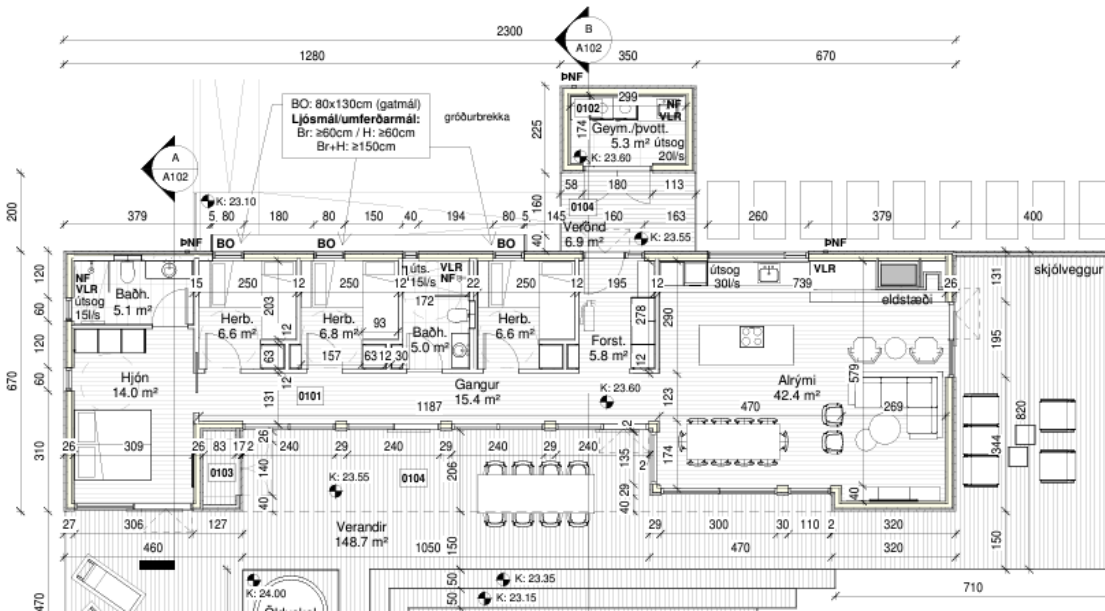 2300
B
A102
1280
350
670
ÞNF
BO: 80x130cm (gatmál)
Ljósmál/umferðarmál:
Br: ≥60cm / H: ≥60cm
Br+H: ≥150cm
gróðurbrekka
225
299
0102
NF
VLR
174
Geym./þvott.
5.3 m²
útsog
20l/s
K: 23.60
A
A102
58
180
113
K: 23.10
200
160
0104
379
5
80
180
80
150
40
194
80
5
145
160
163
260
379
400
Verönd
6.9 m²
40
K: 23.55
ÞNF
BO
BO
BO
ÞNF
skjólveggur
120
NF
VLR
útsog
15l/s
Baðh.
5.1 m²
15
250
12
250
12
úts.
15l/s
VLR
NF
22
250
12
195
12
útsog
30l/s
VLR
739
eldstæði
26
131
60
203
172
278
290
Herb.
6.6 m²
12
Herb.
6.8 m²
93
Baðh.
5.0 m²
Herb.
6.6 m²
Forst.
5.8 m²
195
120
63
157
63
12
30
12
670
60
Hjón
14.0 m²
12
131
0101
Gangur
15.4 m²
1187
K: 23.60
123
Alrými
42.4 m²
579
470
269
820
344
310
26
309
26
83
17
2
26
240
29
240
29
240
29
240
2
135
174
0103
140
K: 23.55
0104
206
2
40
29
40
40
27
306
127
Verandir
148.7 m²
29
300
30
110
2
320
460
1050
150
470
320
150
K: 24.00
50
K: 23.35
710
470
50
K: 23.15